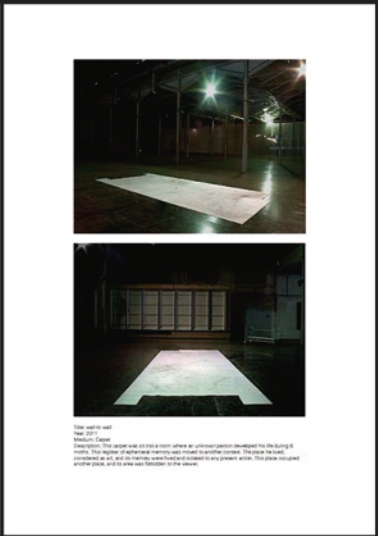 Title: wall to wall
Year: 2011
Medium: Carpet
Description: This carpet was sit into a room where an unknown person developed his life during 6
moths. This register of ephemeral memory was moved to another context. The place he lived,
considered as art, and its memory were fixed and isolated to any present action. This place occupied
another place, and its area was forbidden to the viewer.